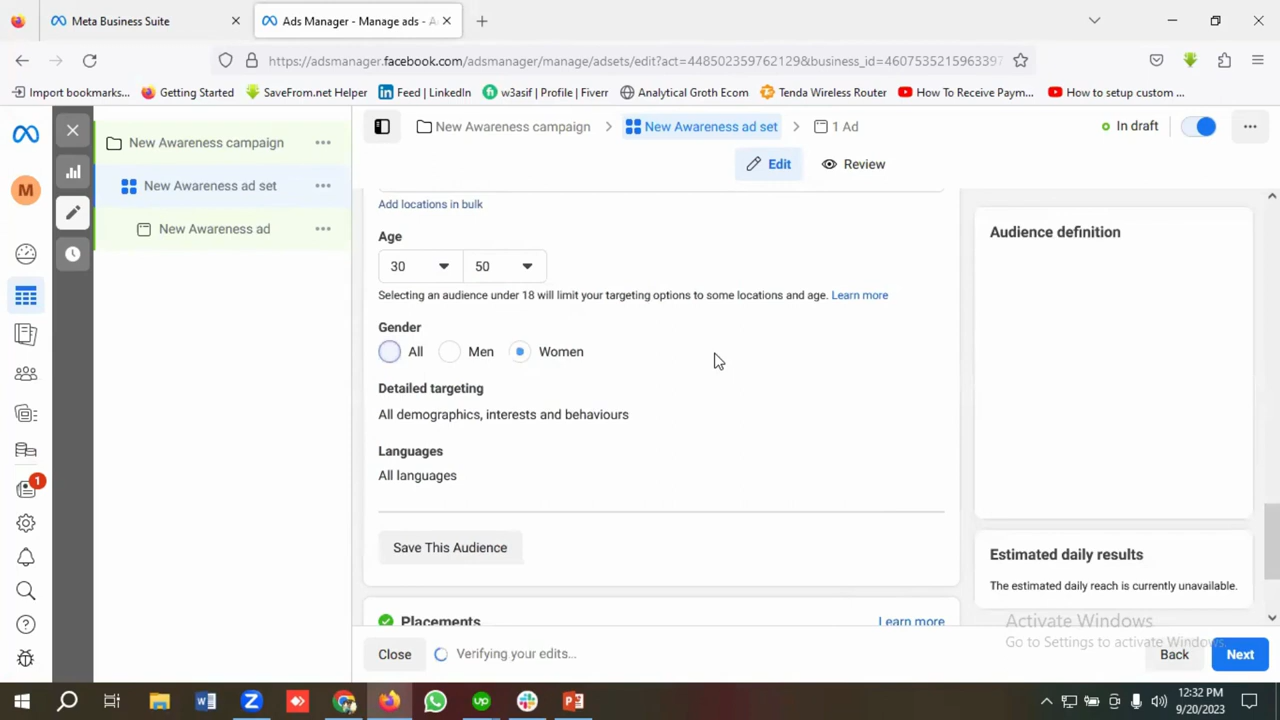 Meta Business Suite
Ads Manager - Manage ads - A
https://adsmanager.facebook.com/adsmanager/manage/adsets/edit?act=448502359762129&business_id=4607535215963397
Import bookmarks...
Getting Started
SaveFrom.net Helper
Feed | LinkedIn
w3asif | Profile | Fiverr
Analytical Groth Ecom
Tenda Wireless Router
How To Receive Paym...
How to setup custom ...
New Awareness campaign
New Awareness ad set
1 Ad
In draft
Edit
Review
M
New Awareness campaign
New Awareness ad set
New Awareness ad
1
Add locations in bulk
Age
30
50
Selecting an audience under 18 will limit your targeting options to some locations and age. Learn more
Gender
All
Men
Women
Detailed targeting
All demographics, interests and behaviours
Languages
All languages
Save This Audience
Placements
Learn more
Audience definition
Estimated daily results
The estimated daily reach is currently unavailable.
Activate Windows
Go to Settings to activate Windows.
Close
Verifying your edits...
Back
Next
12:32 PM
9/20/2023